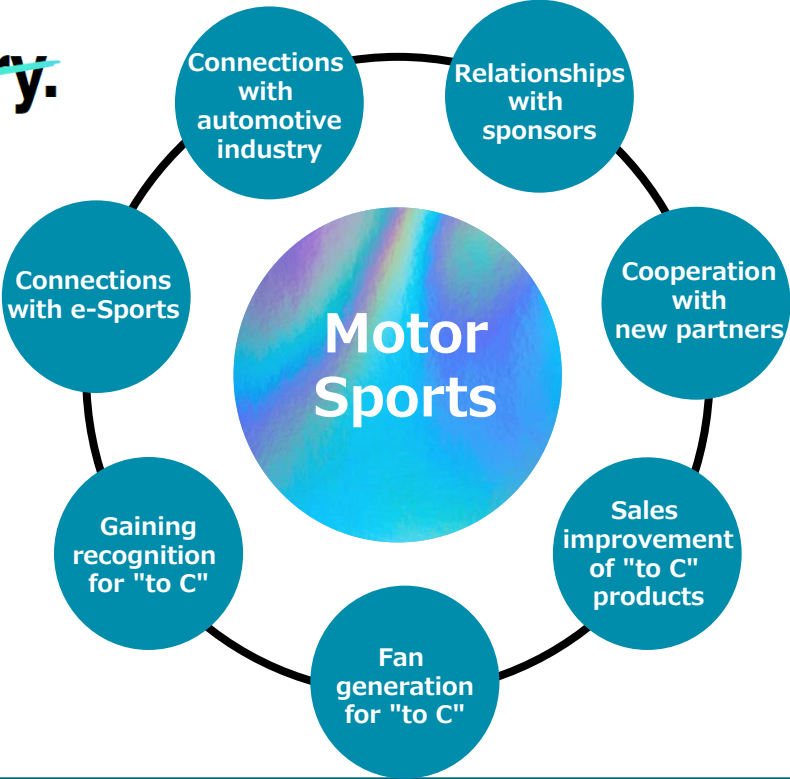 ry.
Connections
with
automotive
industry
Relationships
with
sponsors
Connections
with e-Sports
Cooperation
with
new partners
Motor
Sports
Gaining
recognition
for "to C"
Sales
improvement
of "to C"
products
Fan
generation
for "to C"